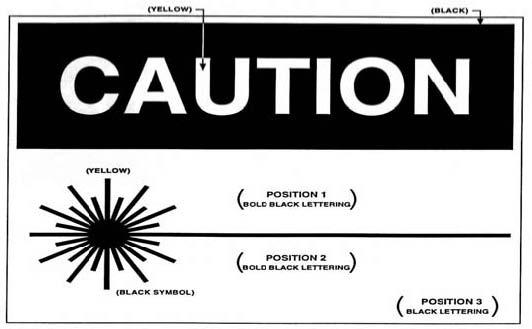 (YELLOW)
(BLACK)
CAUTION
(YELLOW)
(POSITION 1
BOLD BLACK LETTERING)
(POSITION 2
BOLD BLACK LETTERING)
(BLACK SYMBOL)
(POSITION 3
BLACK LETTERING)